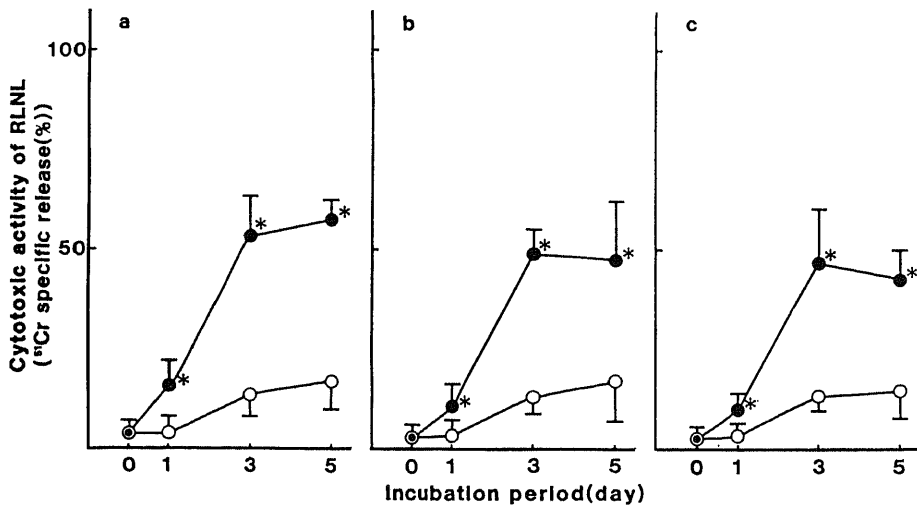 a
b
c
100
50
Cytotoxic activity of RLNL
(⁵¹Cr specific release(%))
*
*
*
*
*
*
*
*
*
0 1 3 5
0 1 3 5
0 1 3 5
Incubation period(day)